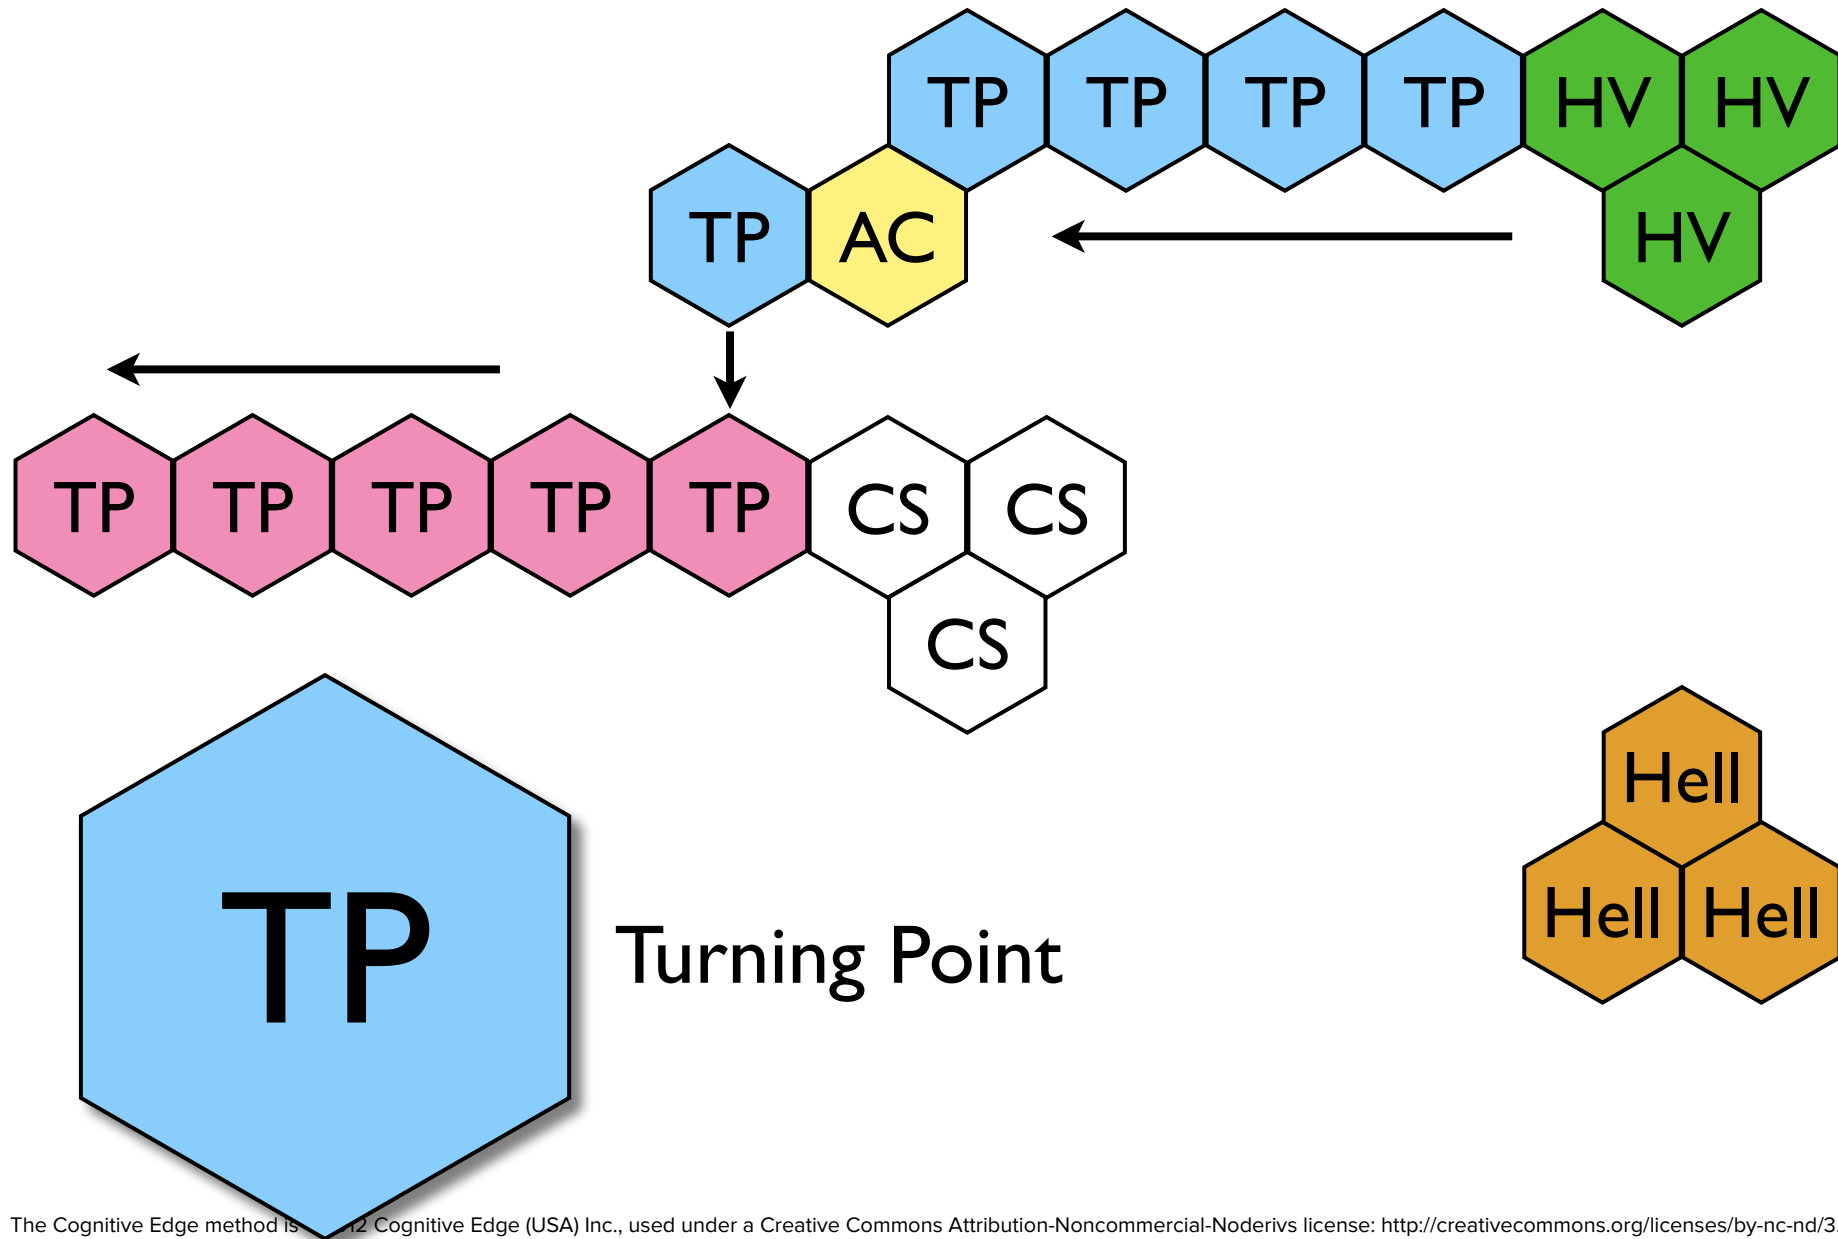 TP TP TP TP HV HV
TP AC HV
TP TP TP TP TP CS CS
CS
Hell
Hell Hell
TP
Turning Point
The Cognitive Edge method is 12 Cognitive Edge (USA) Inc., used under a Creative Commons Attribution-Noncommercial-Noderivs license: http://creativecommons.org/licenses/by-nc-nd/3.